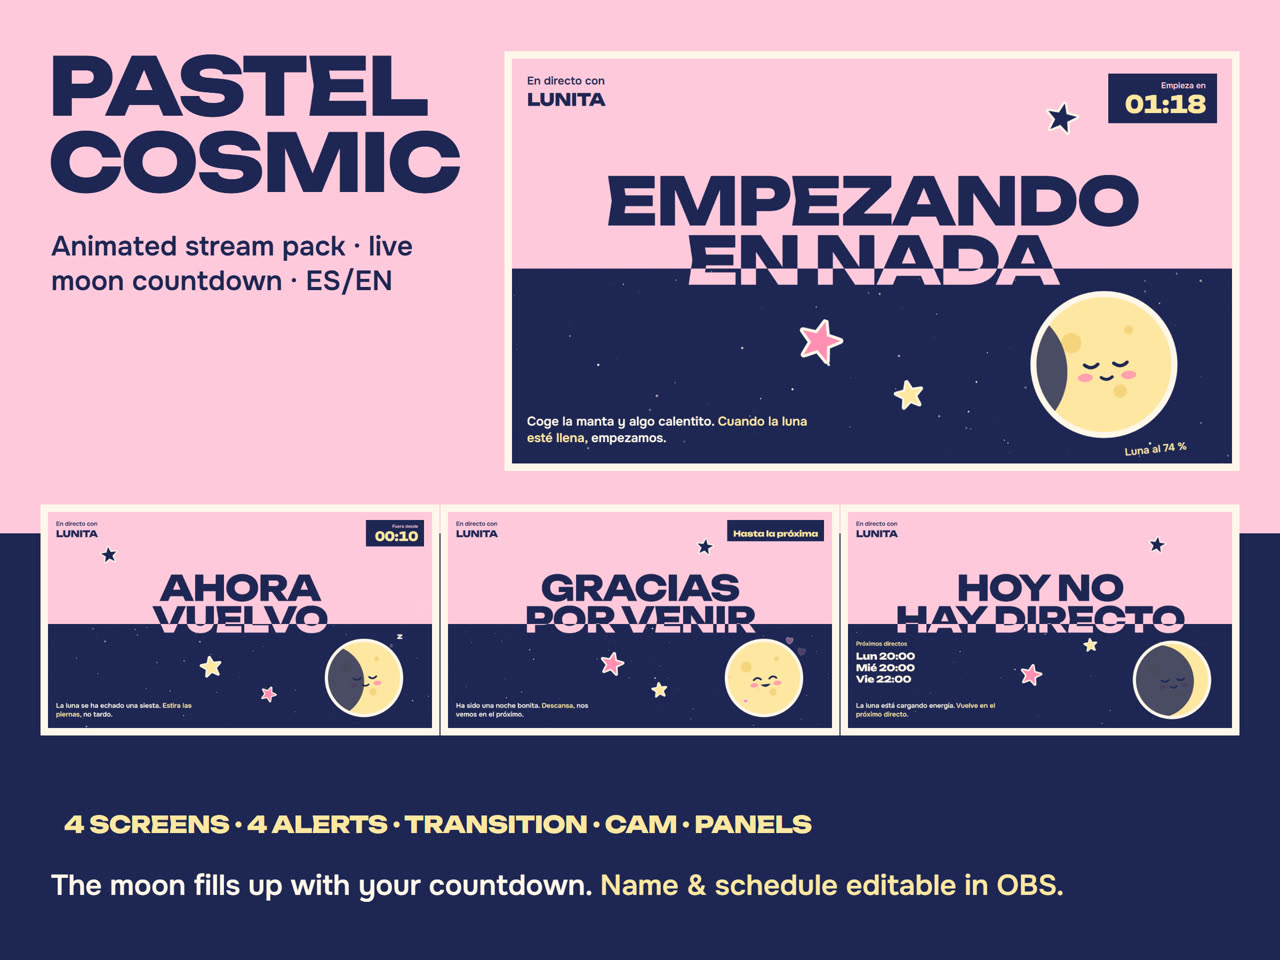 PASTEL
COSMIC
Animated stream pack · live
moon countdown · ES/EN
En directo con
LUNITA
Empieza en
01:18
EMPEZANDO
EN NADA
Coge la manta y algo calentito. Cuando la luna
esté llena, empezamos.
Luna al 74 %
En directo con
LUNITA
Fuera desde
00:10
AHORA
VUELVO
z
La luna se ha echado una siesta. Estira las
piernas, no tardo.
En directo con
LUNITA
Hasta la próxima
GRACIAS
POR VENIR
Ha sido una noche bonita. Descansa, nos
vemos en el próximo.
En directo con
LUNITA
HOY NO
HAY DIRECTO
Próximos directos
Lun 20:00
Mié 20:00
Vie 22:00
La luna está cargando energía. Vuelve en el
próximo directo.
4 SCREENS · 4 ALERTS · TRANSITION · CAM · PANELS
The moon fills up with your countdown. Name & schedule editable in OBS.